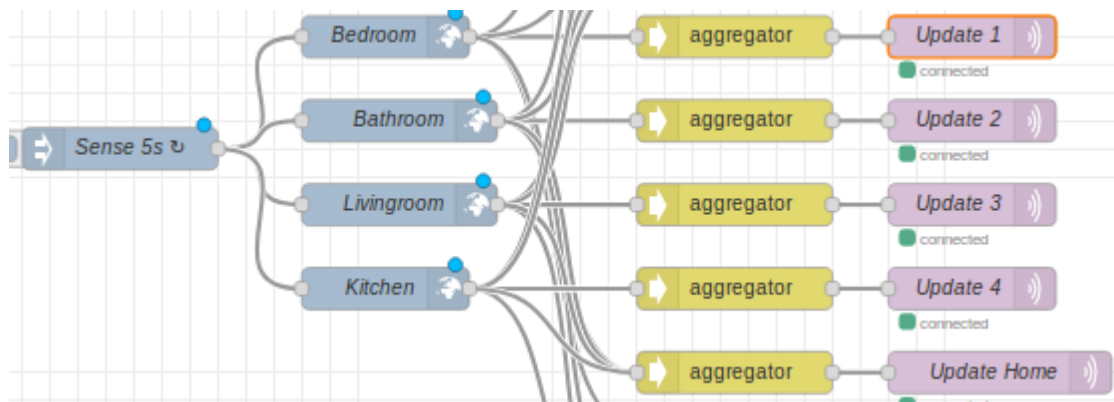 Bedroom
aggregator
Update 1
connected
Bathroom
aggregator
Update 2
connected
Sense 5s ↻
Livingroom
aggregator
Update 3
connected
Kitchen
aggregator
Update 4
connected
aggregator
Update Home